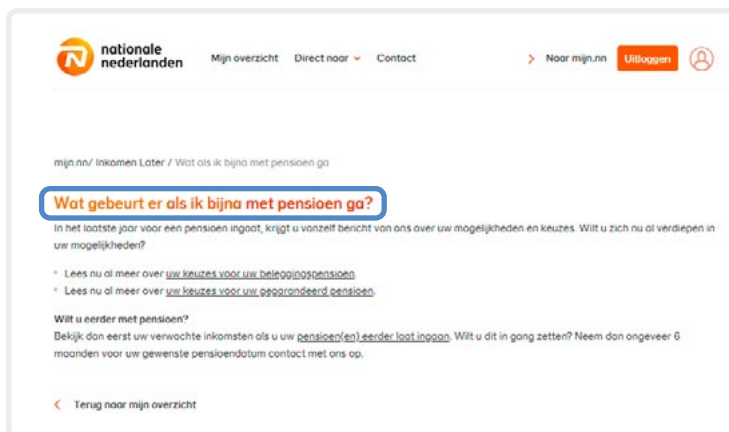 nationale
nederlanden
Mijn overzicht Direct naar Contact Naar mijn.nn Uitloggen
mijn.nn/ Inkomen Later / Wat als ik bijna met pensioen ga
Wat gebeurt er als ik bijna met pensioen ga?
In het laatste jaar voor een pensioen ingaat, krijgt u vanzelf bericht van ons over uw mogelijkheden en keuzes. Wilt u zich nu al verdiepen in
uw mogelijkheden?
Lees nu al meer over uw keuzes voor uw beleggingspensioen.
Lees nu al meer over uw keuzes voor uw gegarandeerd pensioen.
Wilt u eerder met pensioen?
Bekijk dan eerst uw verwachte inkomsten als u uw pensioen(en) eerder laat ingaan. Wilt u dit in gang zetten? Neem dan ongeveer 6
maanden voor uw gewenste pensioendatum contact met ons op.
Terug naar mijn overzicht